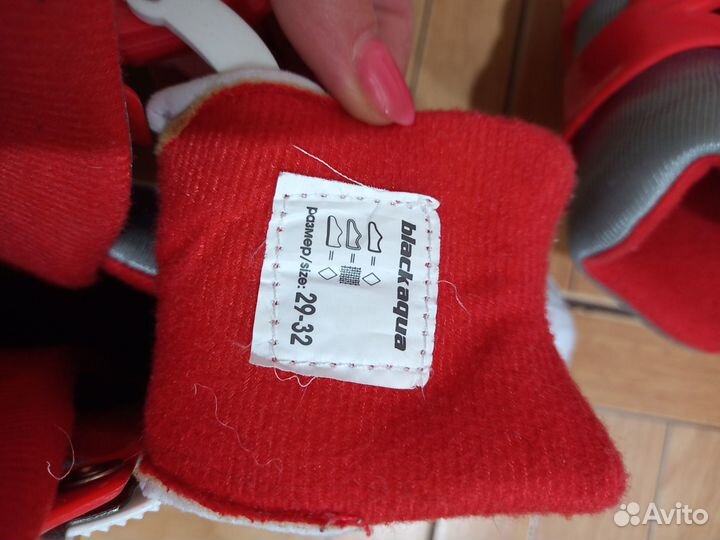 blackaqua
=
=
=
размер/size: 29-32
Avito